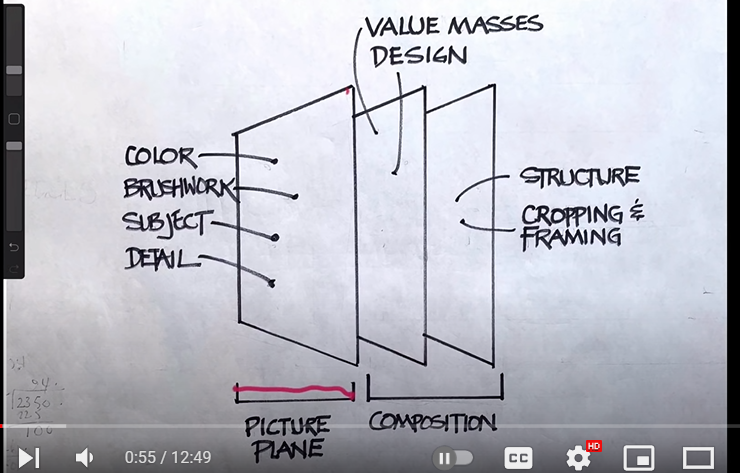 VALUE MASSES
DESIGN
COLOR
BRUSHWORK
SUBJECT
DETAIL
STRUCTURE
CROPPING &
FRAMING
PICTURE
PLANE
COMPOSITION
2350
0:55 / 12:49
CC
HD